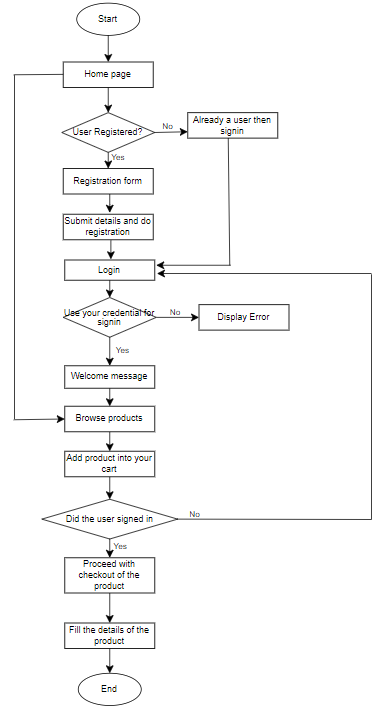 Start
Home page
User Registered?
No
Already a user then
signin
Yes
Registration form
Submit details and do
registration
Login
Use your credential for
signin
No
Display Error
Yes
Welcome message
Browse products
Add product into your
cart
Did the user signed in
No
Yes
Proceed with
checkout of the
product
Fill the details of the
product
End